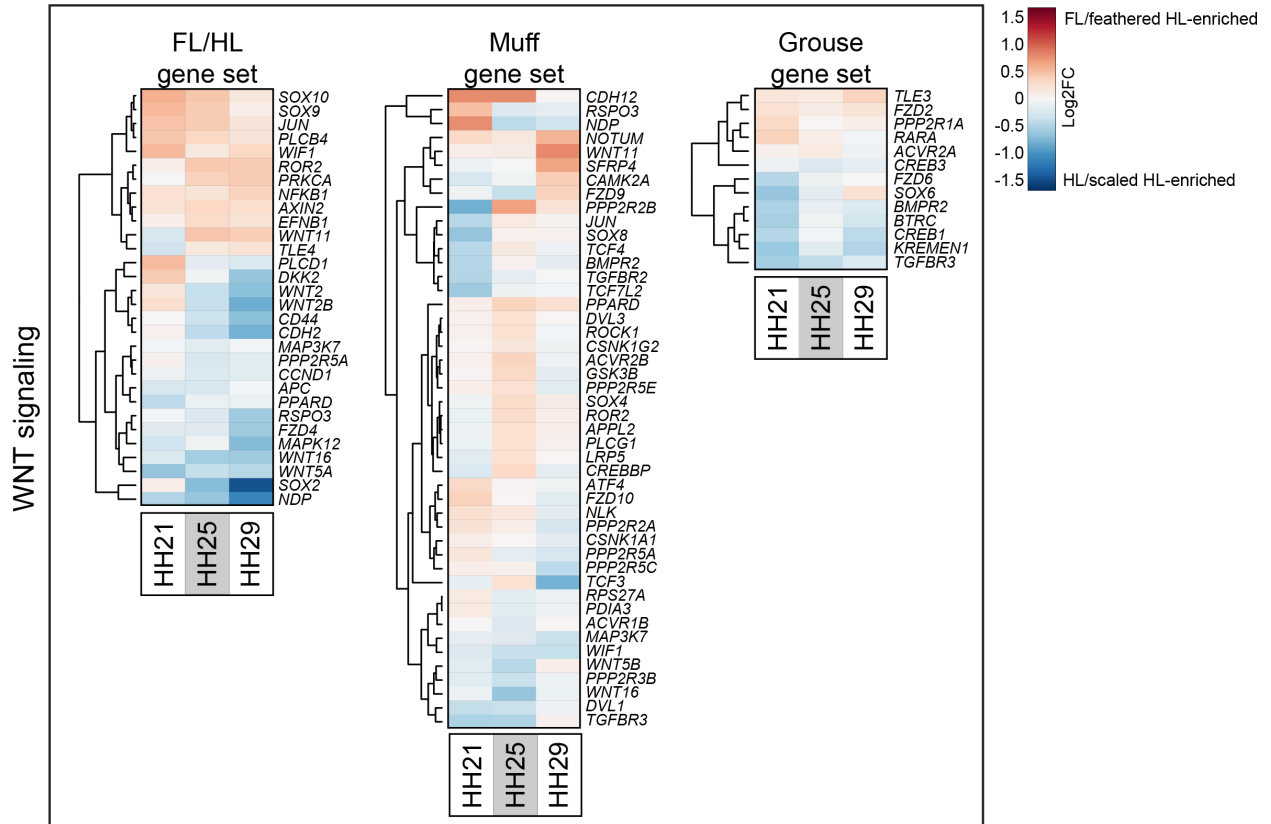 WNT signaling
FL/HL
gene set
SOX10
SOX9
JUN
PLCB4
WIF1
ROR2
PRKCA
NFKB1
AXIN2
EFNB1
WNT11
TLE4
PLCD1
DKK2
WNT2
WNT2B
CD44
CDH2
MAP3K7
PPP2R5A
CCND1
APC
PPARD
RSPO3
FZD4
MAPK12
WNT16
WNT5A
SOX2
NDP
HH21
HH25
HH29
Muff
gene set
CDH12
RSPO3
NDP
NOTUM
WNT11
SFRP4
CAMK2A
FZD9
PPP2R2B
JUN
SOX8
TCF4
BMPR2
TGFBR2
TCF7L2
PPARD
DVL3
ROCK1
CSNK1G2
ACVR2B
GSK3B
PPP2R5E
SOX4
ROR2
APPL2
PLCG1
LRP5
CREBBP
ATF4
FZD10
NLK
PPP2R2A
CSNK1A1
PPP2R5A
PPP2R5C
TCF3
RPS27A
PDIA3
ACVR1B
MAP3K7
WIF1
WNT5B
PPP2R3B
WNT16
DVL1
TGFBR3
HH21
HH25
HH29
Grouse
gene set
TLE3
FZD2
PPP2R1A
RARA
ACVR2A
CREB3
FZD6
SOX6
BMPR2
BTRC
CREB1
KREMEN1
TGFBR3
HH21
HH25
HH29
1.5
1.0
0.5
0
-0.5
-1.0
-1.5
Log2FC
FL/feathered HL-enriched
HL/scaled HL-enriched